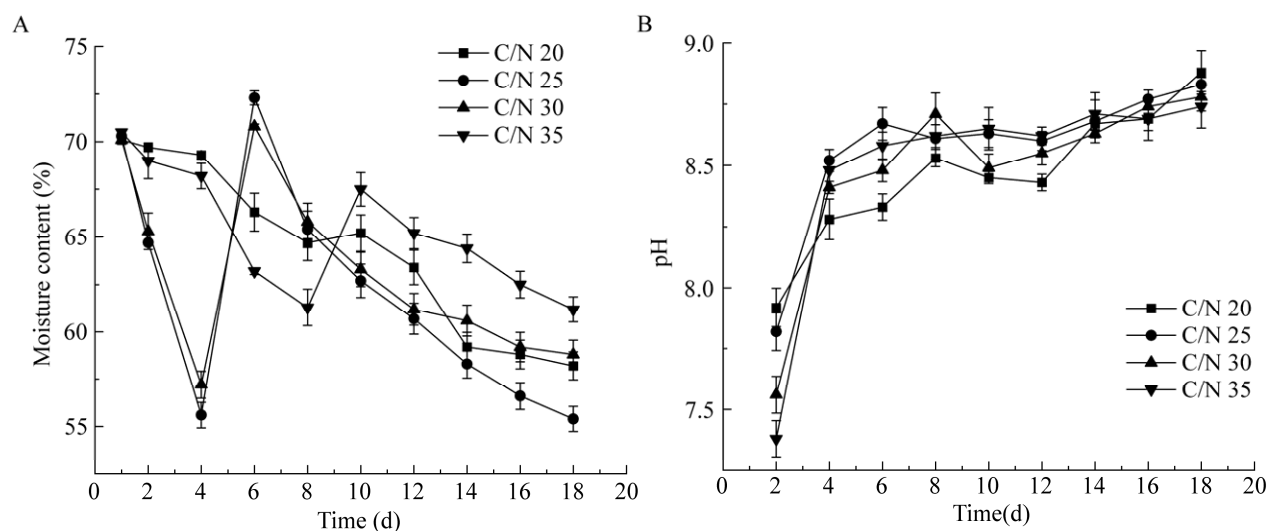 A
75
70
65
60
55
Moisture content (%)
C/N 20
C/N 25
C/N 30
C/N 35
0 2 4 6 8 10 12 14 16 18 20
Time (d)
B
9.0
8.5
8.0
7.5
pH
C/N 20
C/N 25
C/N 30
C/N 35
0 2 4 6 8 10 12 14 16 18 20
Time(d)